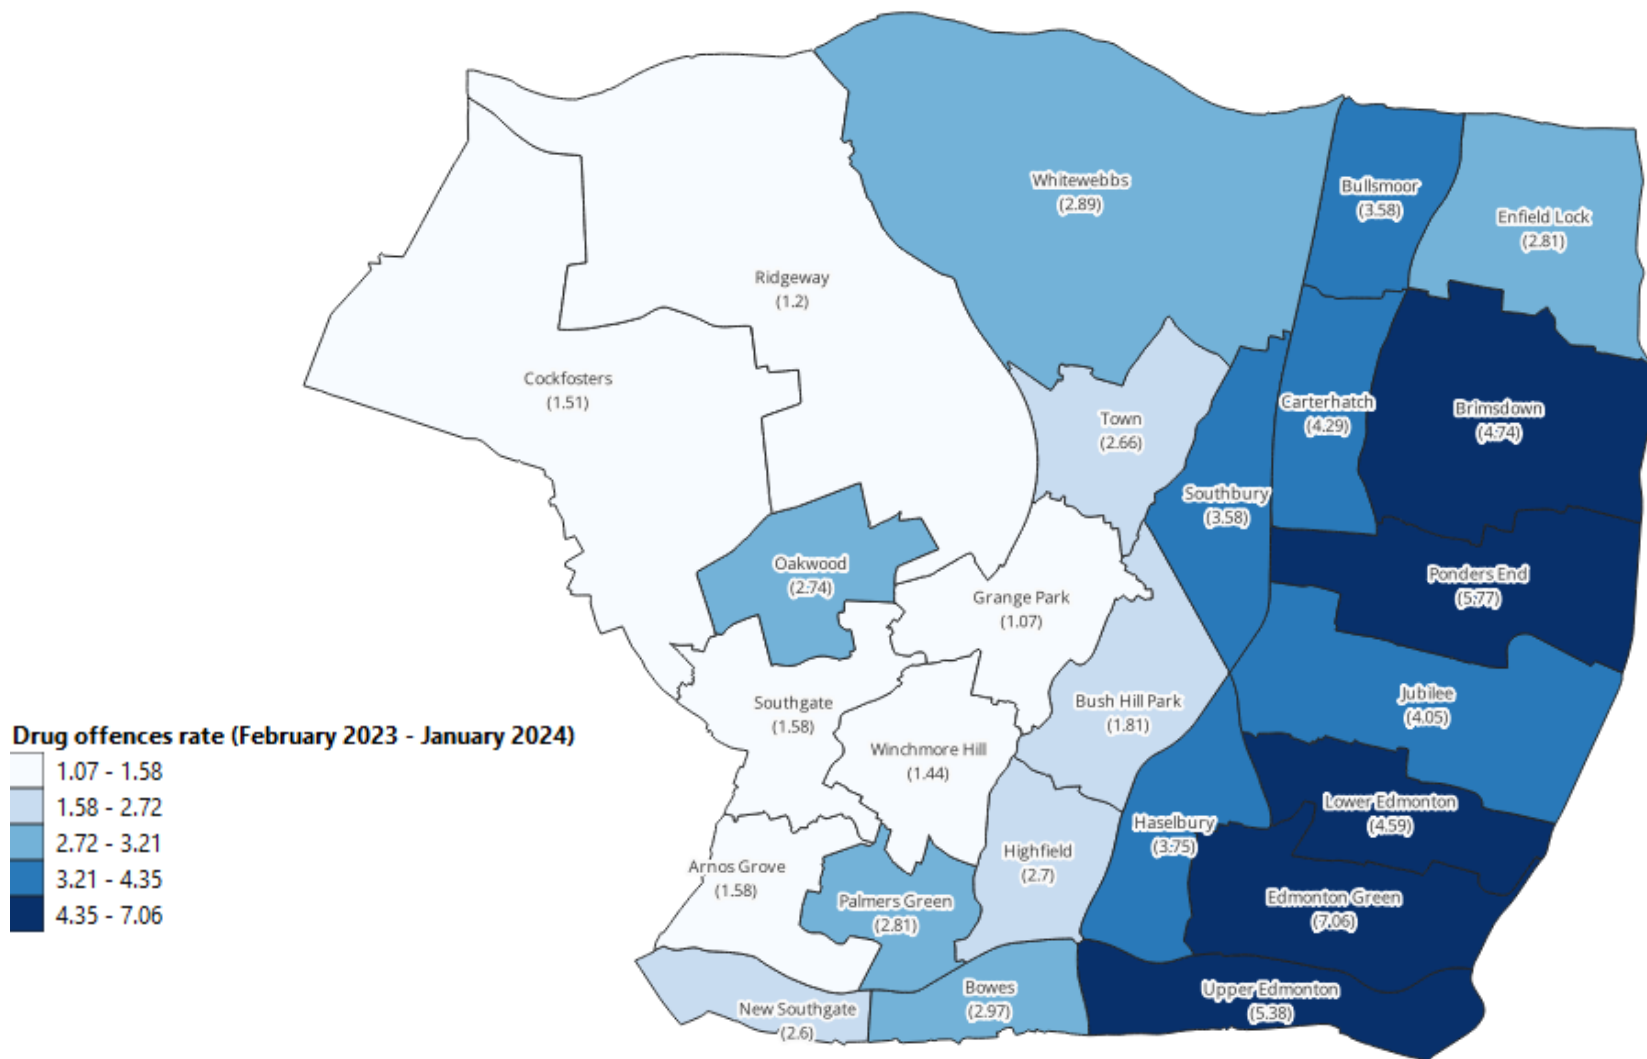 Whitewebbs
(2.89)
Bullsmoor
(3.58)
Enfield Lock
(2.81)
Ridgeway
(1.2)
Cockfosters
(1.51)
Town
(2.66)
Carterhatch
(4.29)
Brimsdown
(4.74)
Southbury
(3.58)
Oakwood
(2.74)
Grange Park
(1.07)
Ponders End
(5.77)
Southgate
(1.58)
Bush Hill Park
(1.81)
Jubilee
(4.05)
Winchmore Hill
(1.44)
Lower Edmonton
(4.59)
Haselbury
(3.75)
Highfield
(2.7)
Arnos Grove
(1.58)
Palmers Green
(2.81)
Edmonton Green
(7.06)
New Southgate
(2.6)
Bowes
(2.97)
Upper Edmonton
(5.38)
Drug offences rate (February 2023 - January 2024)
1.07 - 1.58
1.58 - 2.72
2.72 - 3.21
3.21 - 4.35
4.35 - 7.06